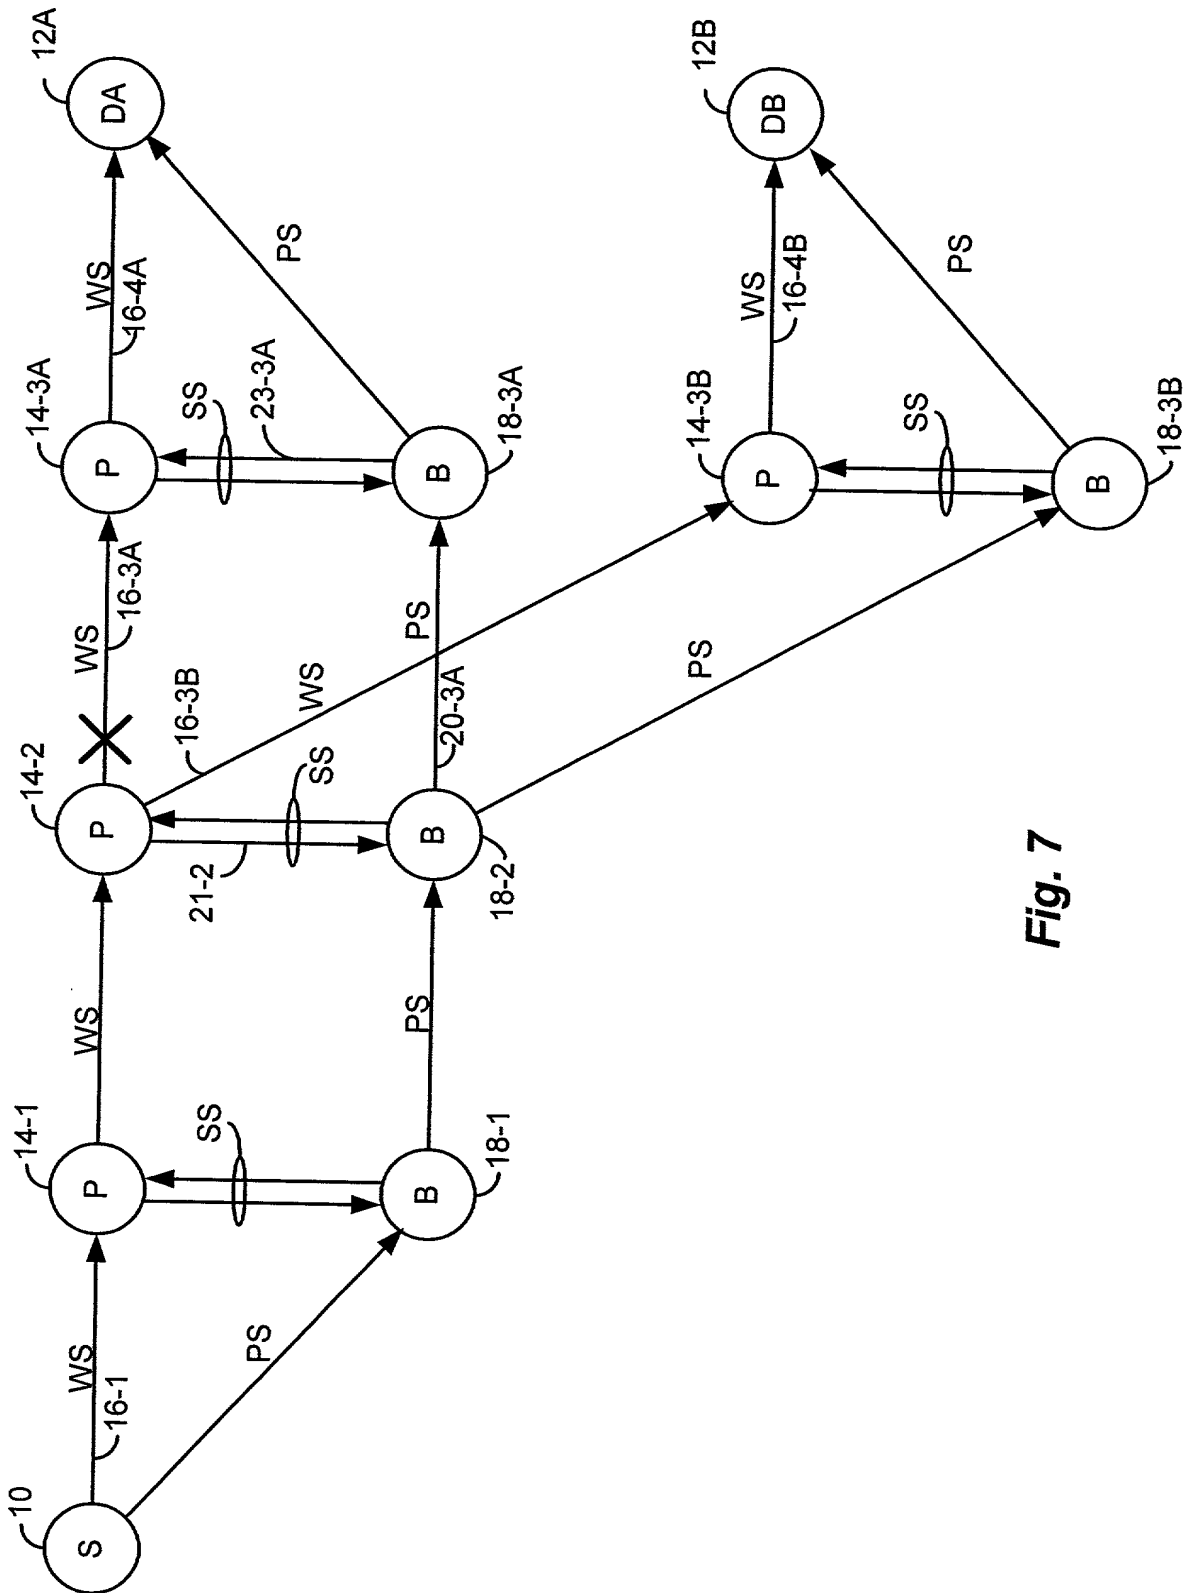 10
S
16-1
WS
PS
14-1
P
SS
B
18-1
WS
PS
14-2
P
21-2
SS
B
18-2
WS
16-3A
16-3B
WS
20-3A
PS
PS
14-3A
P
SS
23-3A
B
18-3A
WS
16-4A
PS
DA
12A
14-3B
P
SS
B
18-3B
WS
16-4B
PS
DB
12B
Fig. 7